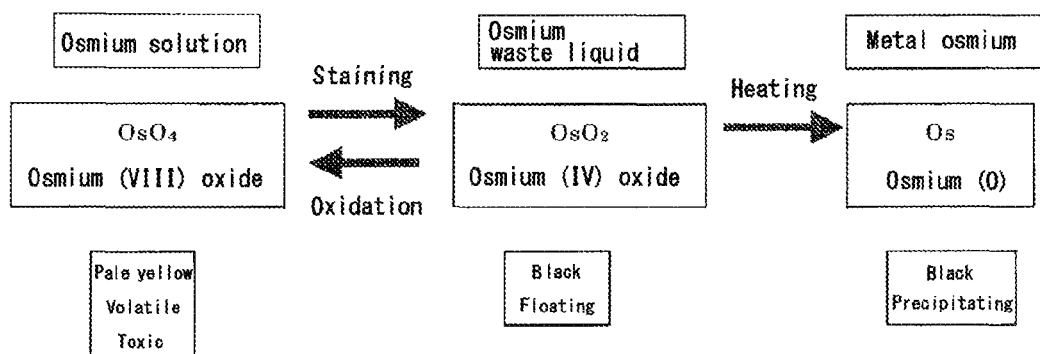 Osmium solution
Osmium
waste liquid
Metal osmium
Staining
Heating
OsO₄
Osmium (VIII) oxide
OsO₂
Osmium (IV) oxide
Os
Osmium (0)
Oxidation
Pale yellow
Volatile
Toxic
Black
Floating
Black
Precipitating